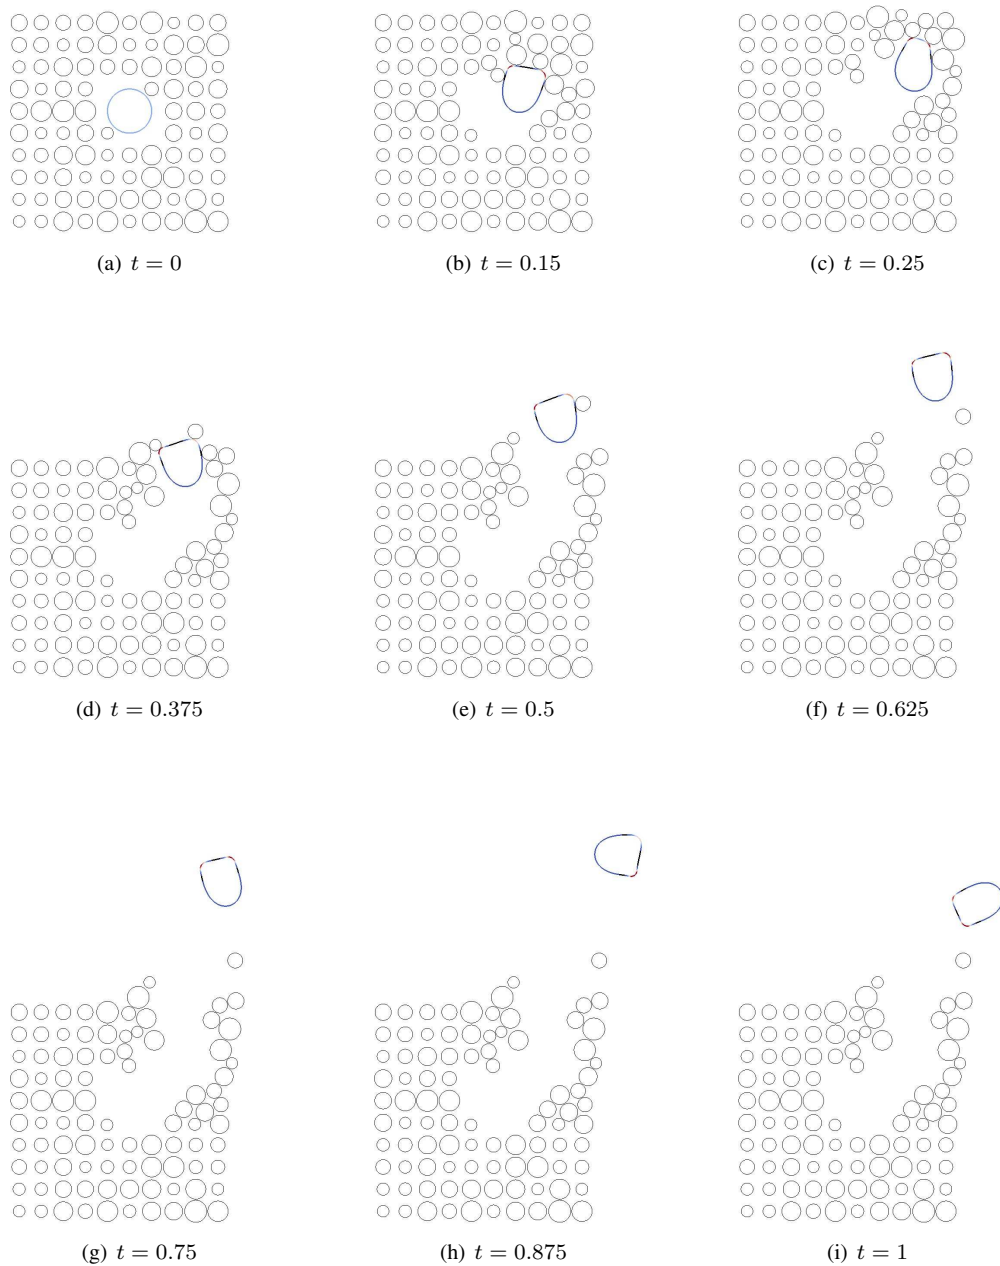 (a) t = 0
(b) t = 0.15
(c) t = 0.25
(d) t = 0.375
(e) t = 0.5
(f) t = 0.625
(g) t = 0.75
(h) t = 0.875
(i) t = 1